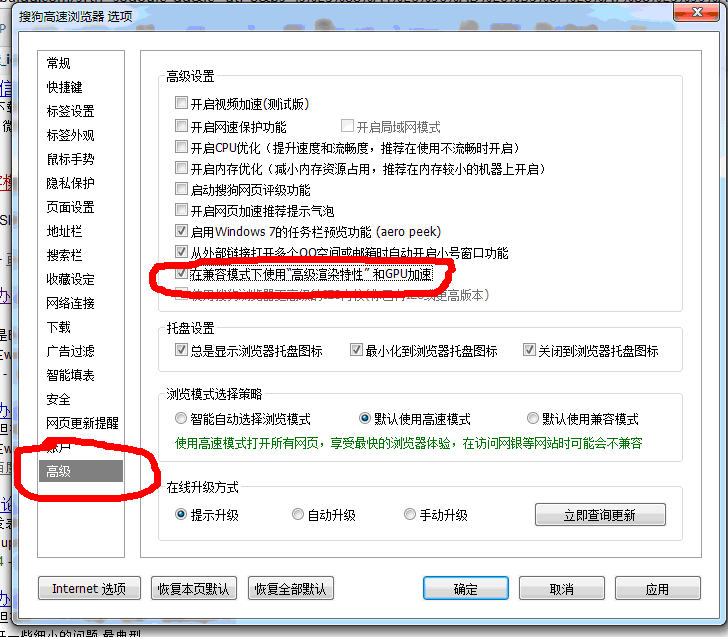 搜狗高速浏览器 选项
常规
快捷键
标签设置
标签外观
鼠标手势
隐私保护
页面设置
地址栏
搜索栏
收藏设定
网络连接
下载
广告过滤
智能填表
安全
网页更新提醒
账户
高级
高级设置
开启视频加速(测试版)
开启网速保护功能 开启局域网模式
开启CPU优化（提升速度和流畅度，推荐在使用不流畅时开启）
开启内存优化（减小内存资源占用，推荐在内存较小的机器上开启）
启动搜狗网页评级功能
开启网页加速推荐提示气泡
启用Windows 7的任务栏预览功能 (aero peek)
从外部链接打开多个QQ空间或邮箱时自动开启小号窗口功能
在兼容模式下使用“高级渲染特性” 和GPU加速
使用搜狗浏览器更高级的
更高版本）
托盘设置
总是显示浏览器托盘图标 最小化到浏览器托盘图标 关闭到浏览器托盘图标
浏览模式选择策略
智能自动选择浏览模式 默认使用高速模式 默认使用兼容模式
使用高速模式打开所有网页，享受最快的浏览器体验，在访问网银等网站时可能会不兼容
在线升级方式
提示升级 自动升级 手动升级 立即查询更新
Internet 选项 恢复本页默认 恢复全部默认 确定 取消 应用